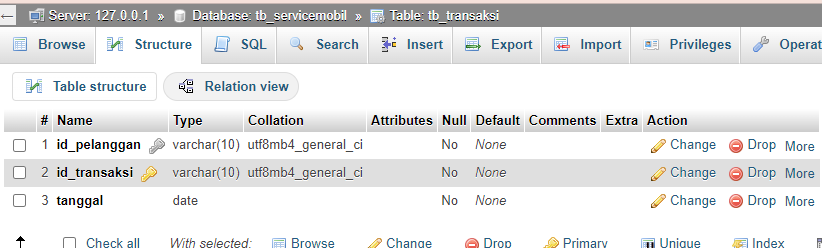 Server: 127.0.0.1 » Database: tb_servicemobil » Table: tb_transaksi
Browse Structure SQL Search Insert Export Import Privileges
Table structure Relation view
# Name Type Collation Attributes Null Default Comments Extra Action
1 id_pelanggan varchar(10) utf8mb4_general_ci No None Change Drop More
2 id_transaksi varchar(10) utf8mb4_general_ci No None Change Drop More
3 tanggal date No None Change Drop More
Check all With selected: Browse Change Drop Primary Unique Index